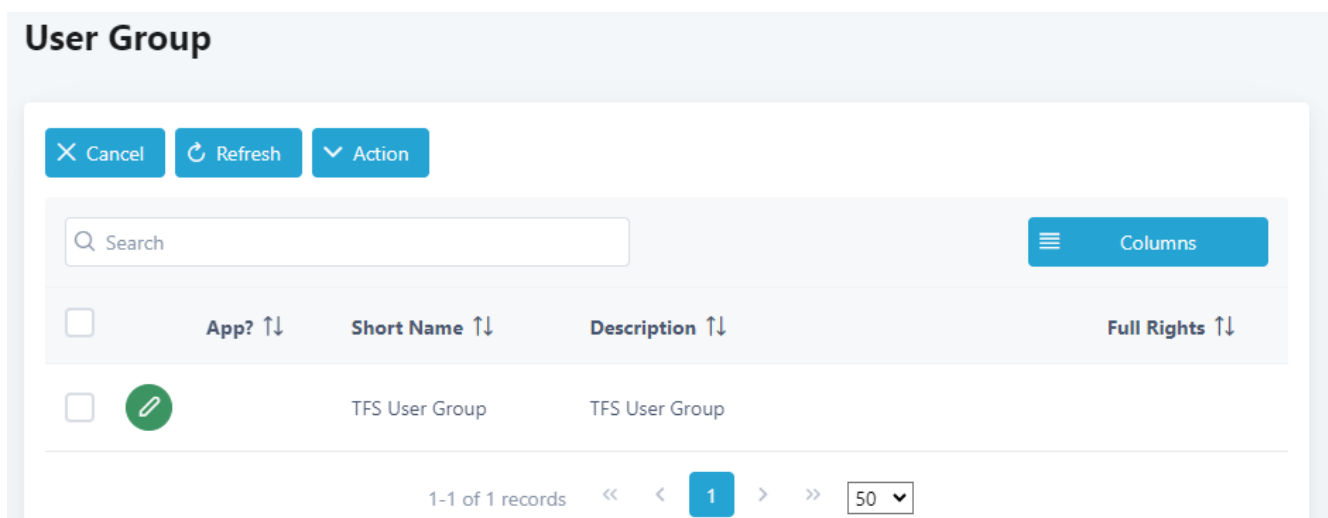 User Group
Cancel Refresh Action
Search Columns
App? Short Name Description Full Rights
TFS User Group TFS User Group
1-1 of 1 records << < 1 > >> 50